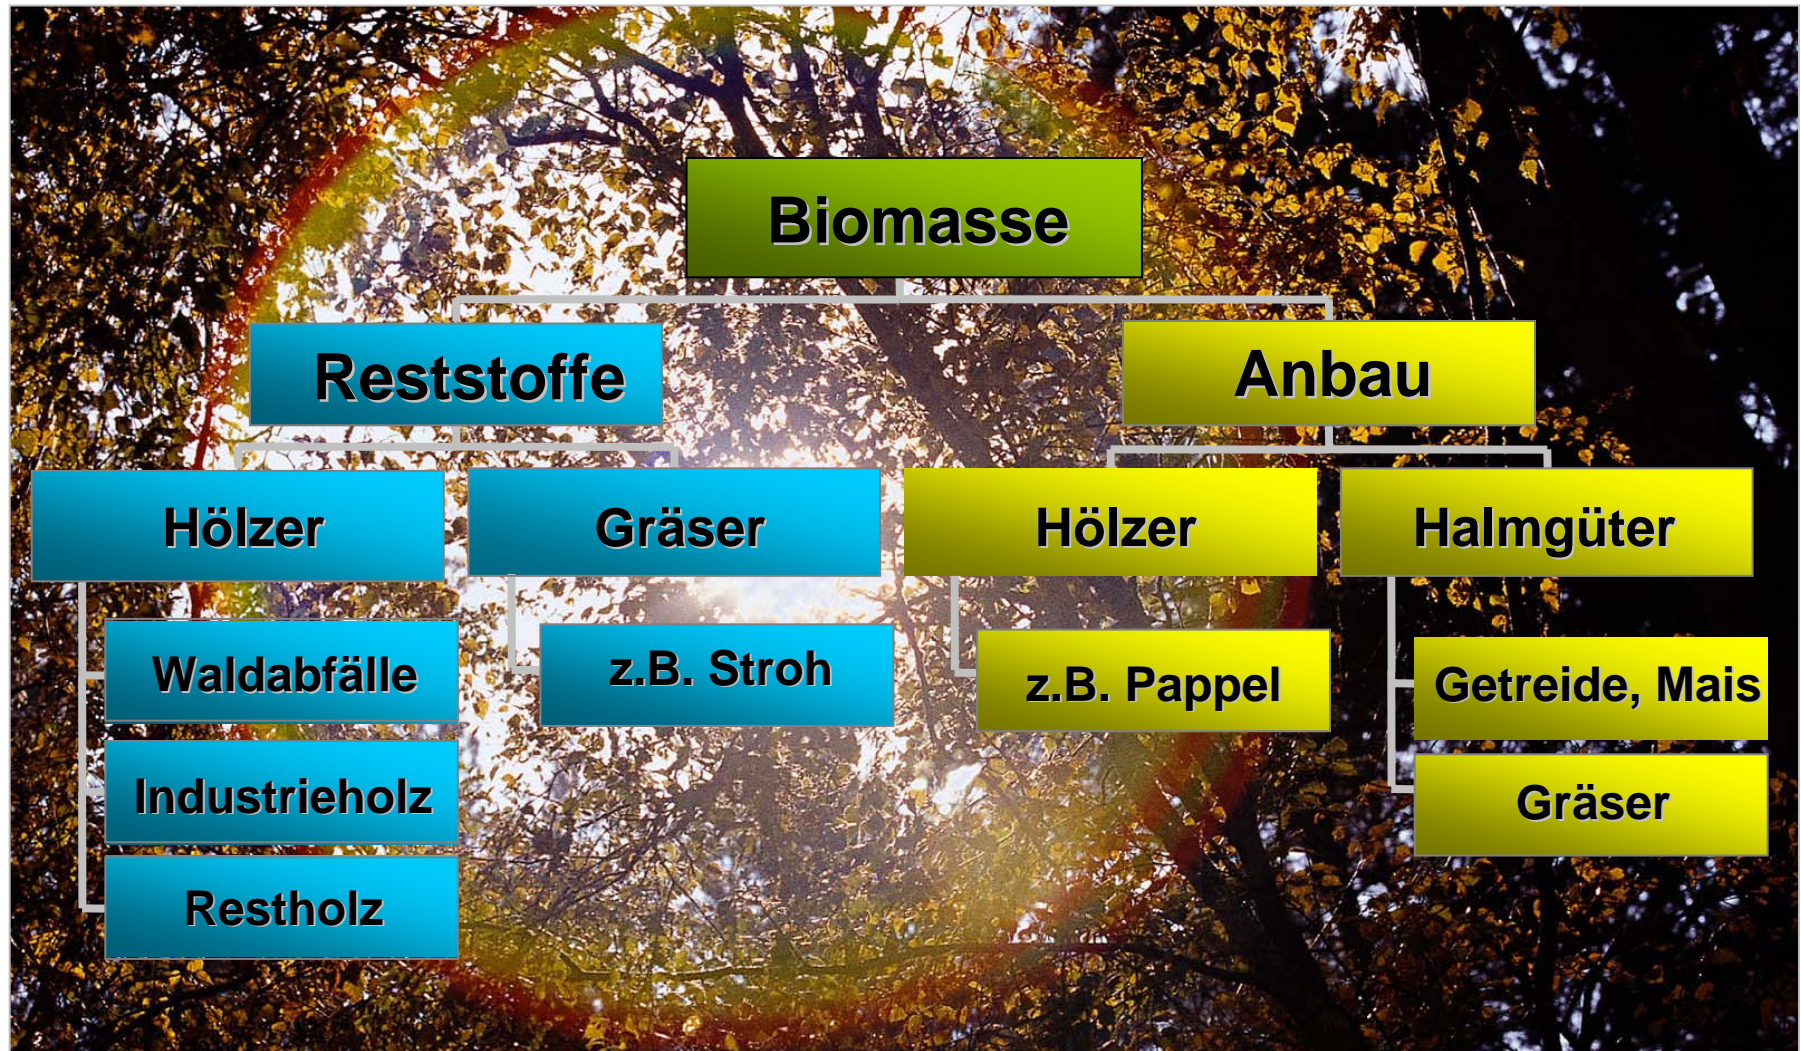 Biomasse
Reststoffe
Anbau
Hölzer
Gräser
Hölzer
Halmgüter
Waldabfälle
z.B. Stroh
z.B. Pappel
Getreide, Mais
Industrieholz
Gräser
Restholz